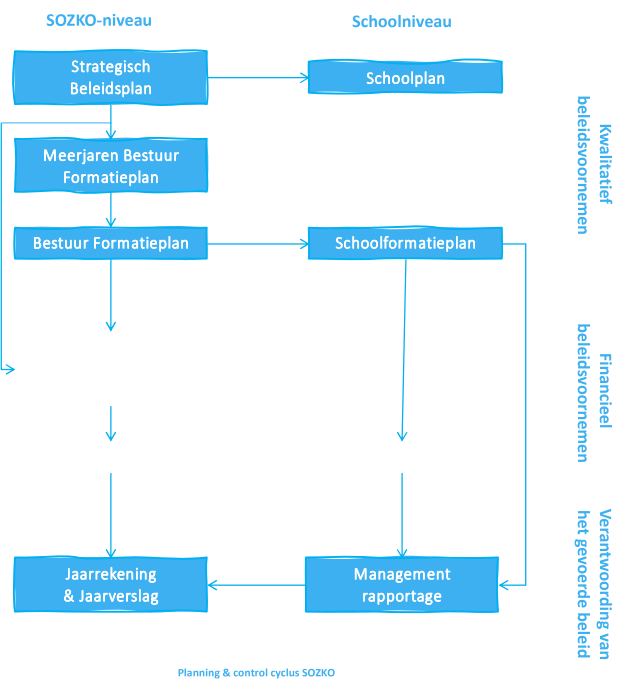 SOZKO-niveau
Schoolniveau
Strategisch
Beleidsplan
Schoolplan
Meerjaren Bestuur
Formatieplan
Bestuur Formatieplan
Schoolformatieplan
Jaarrekening
& Jaarverslag
Management
rapportage
Kwalitatief
beleidsvoornemen
Financieel
beleidsvoornemen
Verantwoording van
het gevoerde beleid
Planning & control cyclus SOZKO